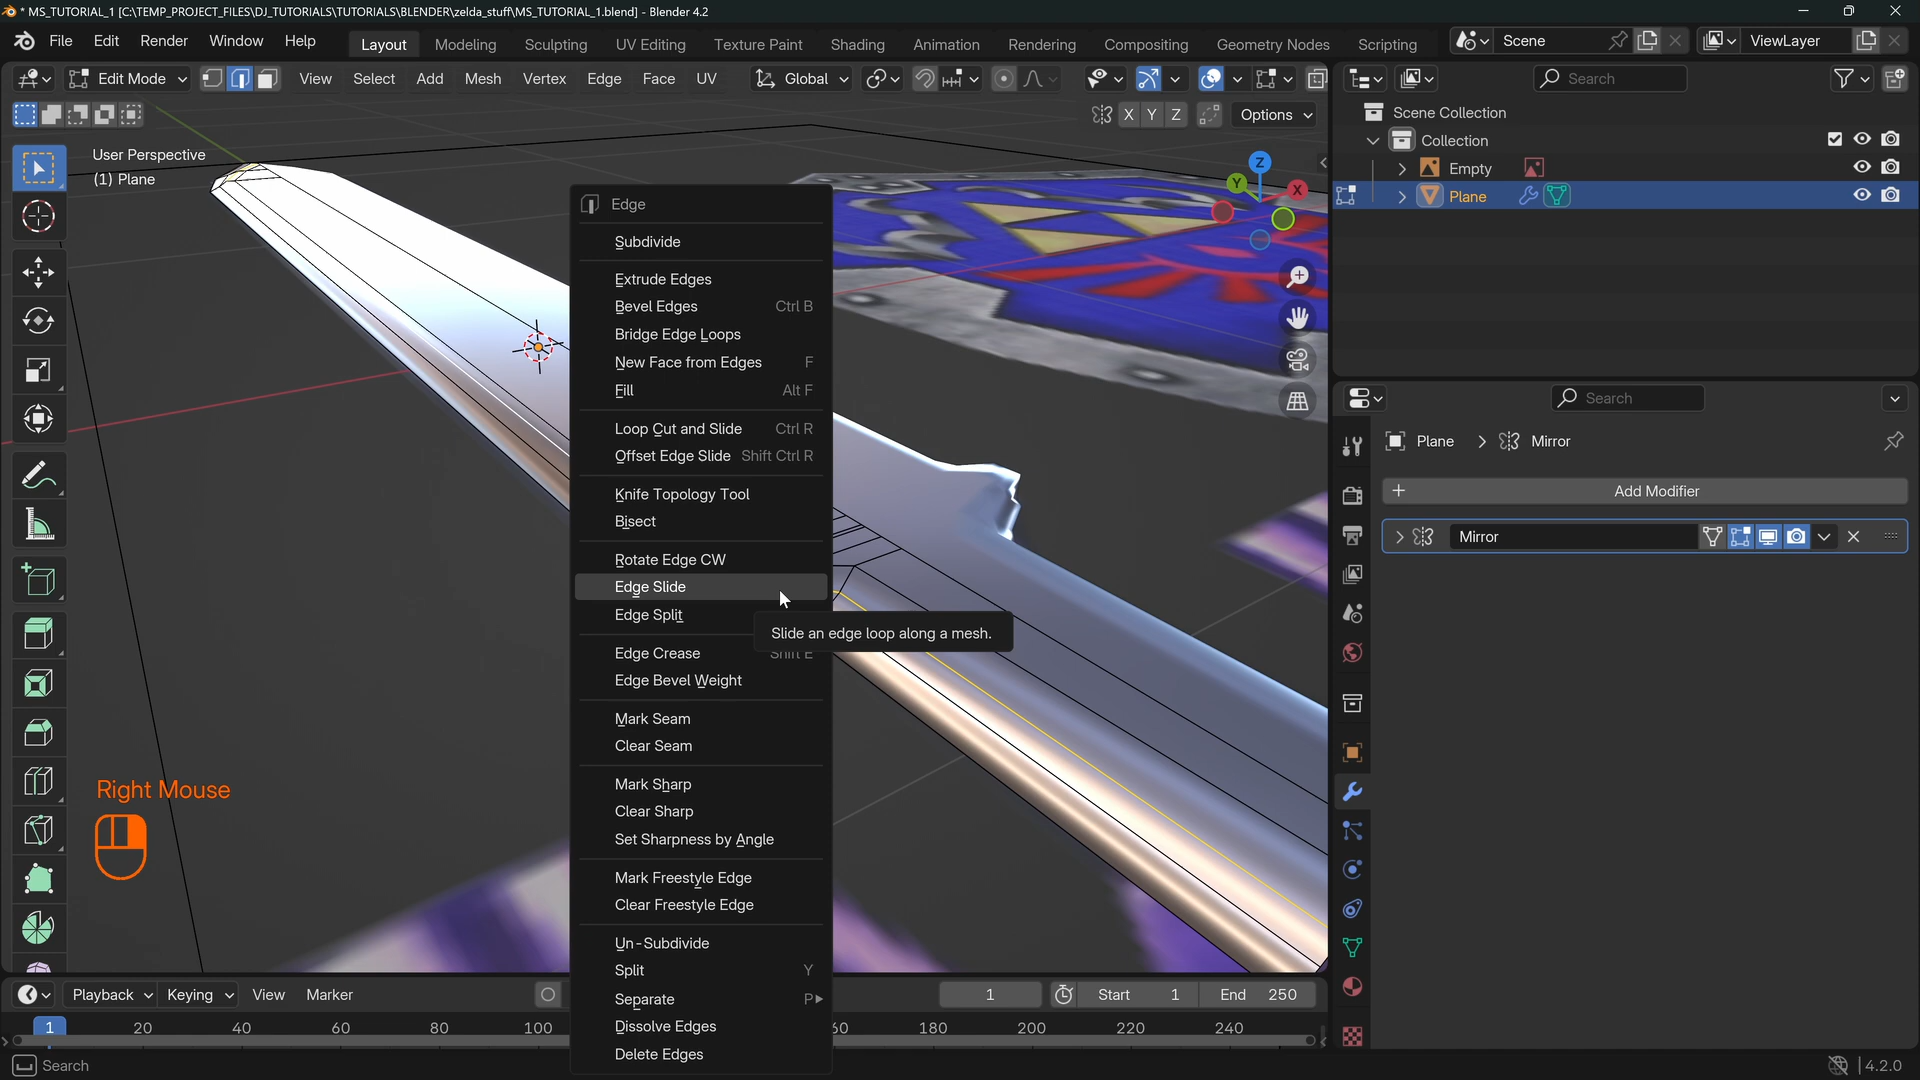 * MS_TUTORIAL_1 [C:\TEMP_PROJECT_FILES\DJ_TUTORIALS\TUTORIALS\BLENDER\zelda_stuff\MS_TUTORIAL_1.blend] - Blender 4.2
File Edit Render Window Help Layout Modeling Sculpting UV Editing Texture Paint Shading Animation Rendering Compositing Geometry Nodes Scripting Scene ViewLayer
Edit Mode View Select Add Mesh Vertex Edge Face UV Global Search
X Y Z Options
Scene Collection
Collection
Empty
Plane
User Perspective
(1) Plane
Z
Y
X
Edge
Subdivide
Extrude Edges
Bevel Edges Ctrl B
Bridge Edge Loops
New Face from Edges F
Fill Alt F
Loop Cut and Slide Ctrl R
Offset Edge Slide Shift Ctrl R
Knife Topology Tool
Bisect
Rotate Edge CW
Edge Slide
Edge Split
Slide an edge loop along a mesh.
Edge Crease Shift E
Edge Bevel Weight
Mark Seam
Clear Seam
Mark Sharp
Clear Sharp
Set Sharpness by Angle
Mark Freestyle Edge
Clear Freestyle Edge
Un-Subdivide
Split Y
Separate P
Dissolve Edges
Delete Edges
Right Mouse
Search
Plane Mirror
Add Modifier
Mirror
Playback Keying View Marker 1 Start 1 End 250
1 20 40 60 80 100 180 200 220 240
Search 4.2.0